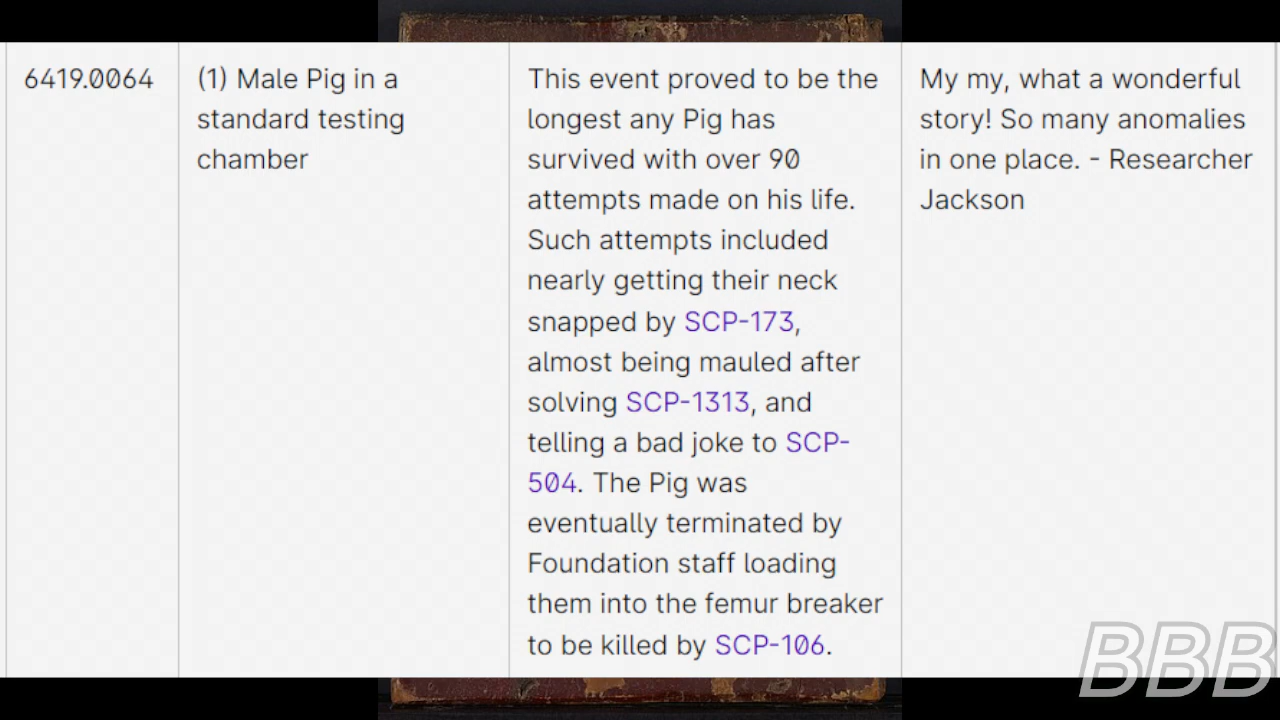 6419.0064
(1) Male Pig in a
standard testing
chamber
This event proved to be the
longest any Pig has
survived with over 90
attempts made on his life.
Such attempts included
nearly getting their neck
snapped by SCP-173,
almost being mauled after
solving SCP-1313, and
telling a bad joke to SCP-
504. The Pig was
eventually terminated by
Foundation staff loading
them into the femur breaker
to be killed by SCP-106.
My my, what a wonderful
story! So many anomalies
in one place. - Researcher
Jackson
BBB